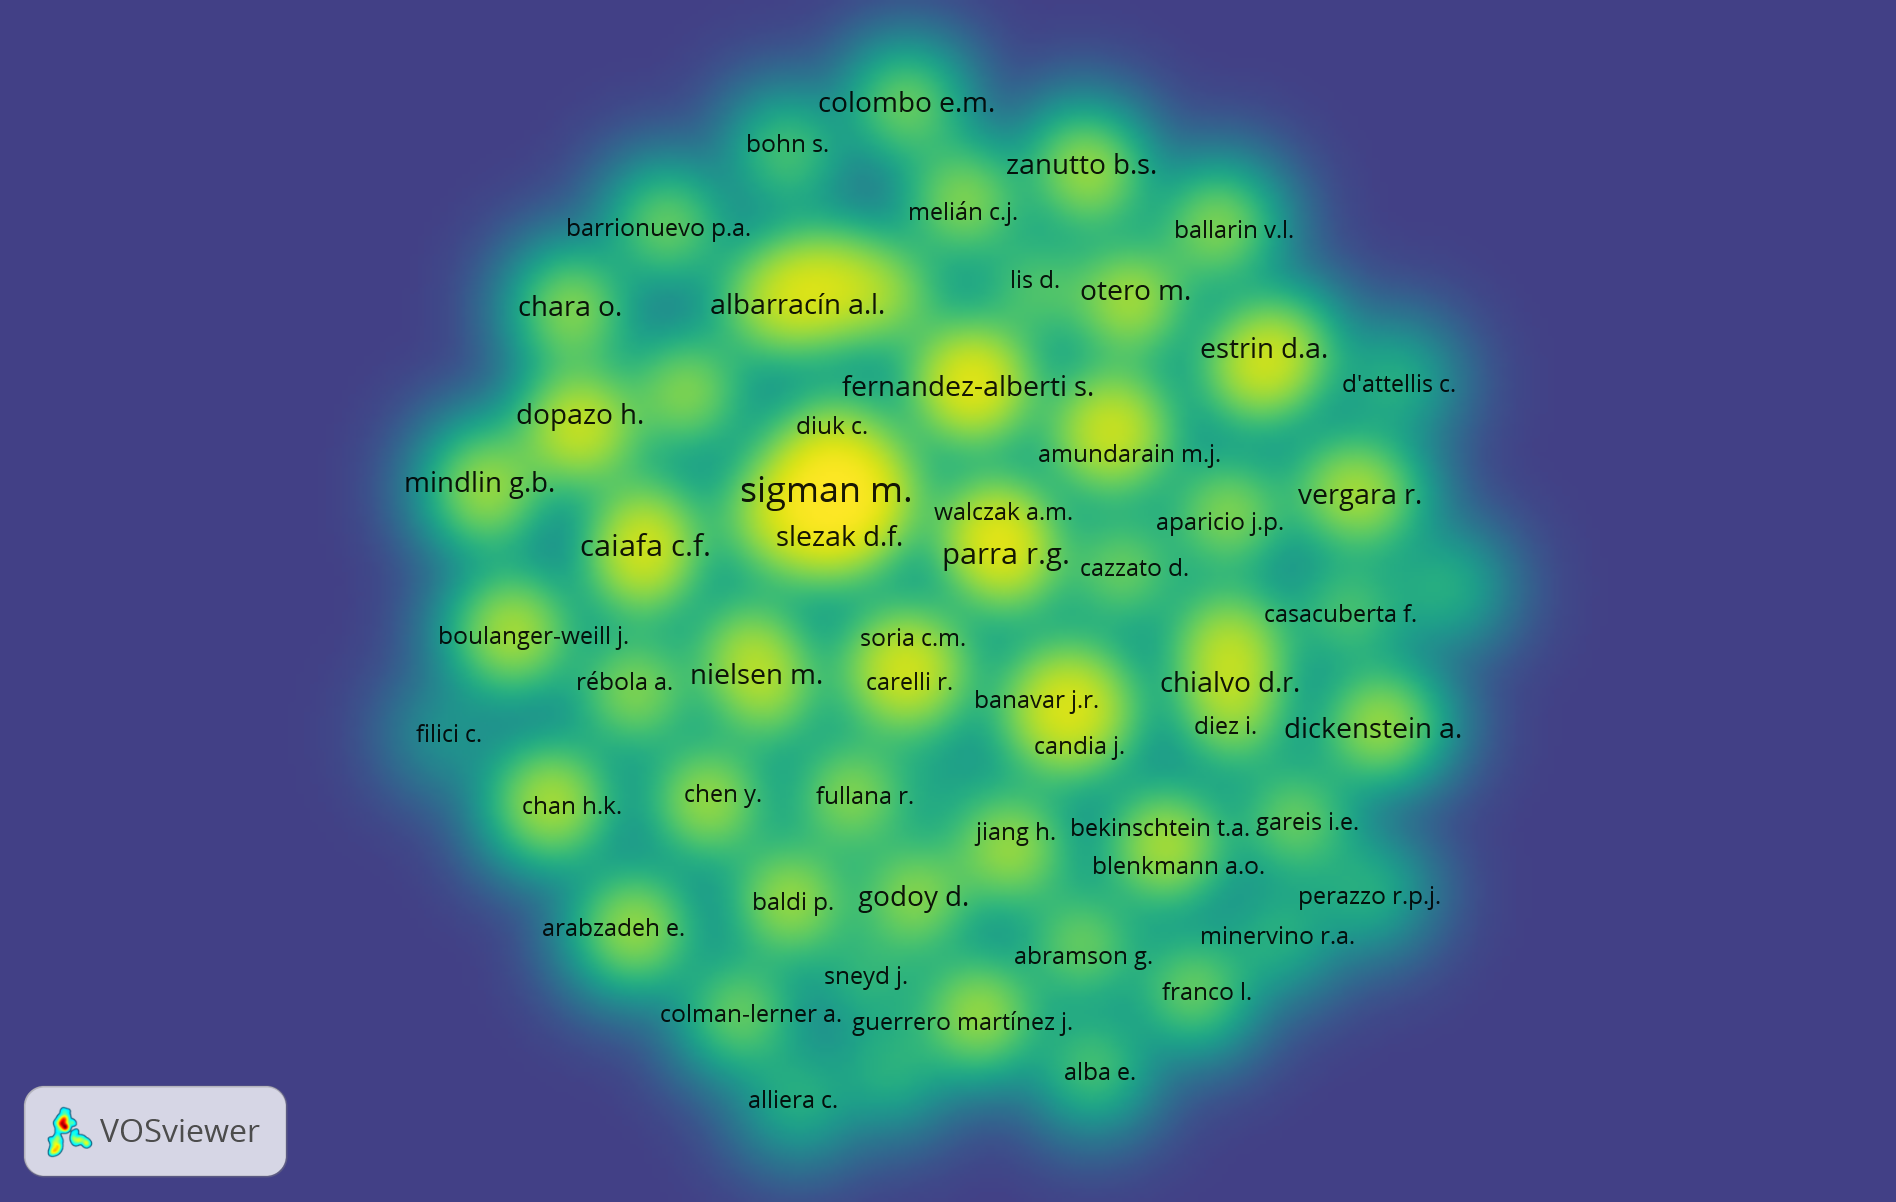 colombo e.m.
bohn s.
zanutto b.s.
melián c.j.
barrionuevo p.a.
ballarin v.l.
lis d.
otero m.
chara o.
albarracín a.l.
estrin d.a.
fernandez-alberti s.
d'attellis c.
dopazo h.
diuk c.
amundarain m.j.
mindlin g.b.
sigman m.
vergara r.
walczak a.m.
aparicio j.p.
caiafa c.f.
slezak d.f.
parra r.g.
cazzato d.
casacuberta f.
boulanger-weill j.
soria c.m.
rébola a.
nielsen m.
carelli r.
chialvo d.r.
banavar j.r.
diez i.
dickenstein a.
filici c.
candia j.
chen y.
fullana r.
chan h.k.
jiang h.
bekinschtein t.a.
gareis i.e.
blenkmann a.o.
baldi p.
godoy d.
perazzo r.p.j.
arabzadeh e.
minervino r.a.
abramson g.
sneyd j.
franco l.
colman-lerner a.
guerrero martínez j.
alba e.
alliera c.
VOSviewer